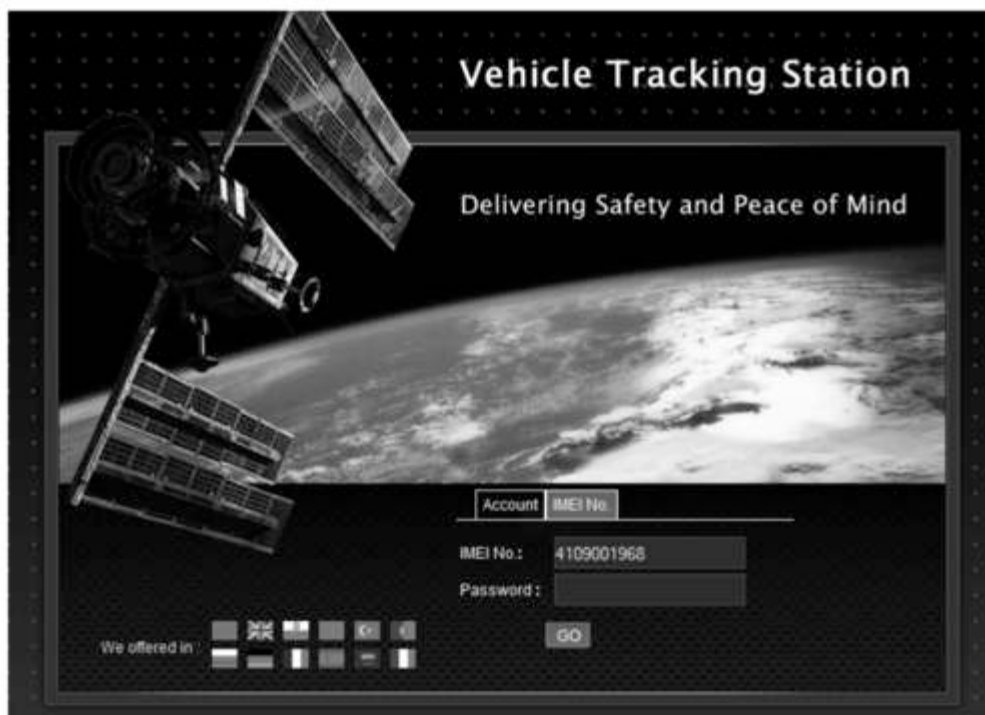 Vehicle Tracking Station
Delivering Safety and Peace of Mind
Account IMEI No.
IMEI No.: 4109001968
Password :
GO
We offered in :